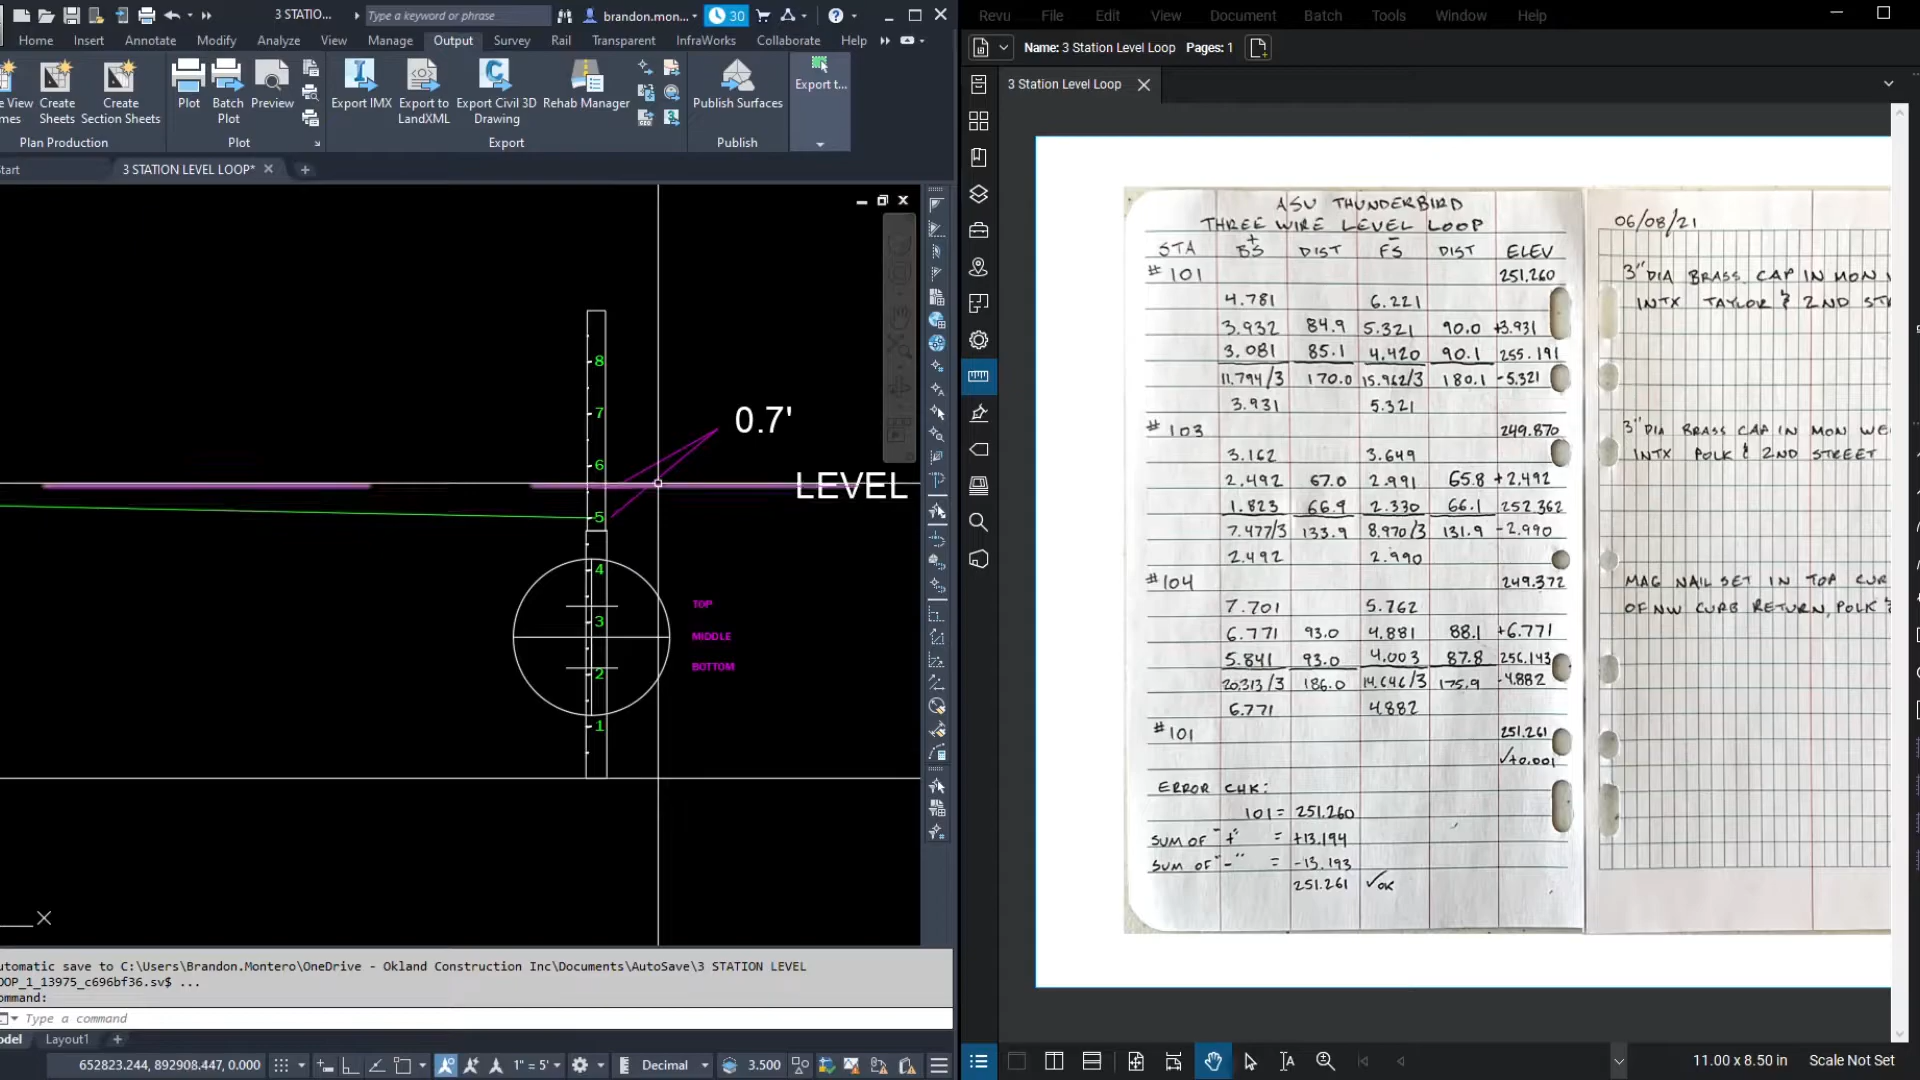 3 STATIO...
Type a keyword or phrase
brandon.mon...
30
Home Insert Annotate Modify Analyze View Manage Output Survey Rail Transparent InfraWorks Collaborate Help
Create Sheets
Create Section Sheets
Plot
Batch Plot
Preview
Export IMX
Export to LandXML
Export Civil 3D Drawing
Rehab Manager
Publish Surfaces
Export t...
Plan Production
Plot
Export
Publish
3 STATION LEVEL LOOP*
8
7
0.7'
6
LEVEL
5
4
TOP
3
MIDDLE
BOTTOM
2
1
utomatic save to C:\Users\Brandon.Montero\OneDrive - Okland Construction Inc\Documents\AutoSave\3 STATION LEVEL
OOP_1_13975_c696bf36.sv$ ...
ommand:
Type a command
odel Layout1 +
652823.244, 892908.447, 0.000
1" = 5'
Decimal
3.500
Revu File Edit View Document Batch Tools Window Help
Name: 3 Station Level Loop Pages: 1
3 Station Level Loop
ASU THUNDERBIRD
THREE WIRE LEVEL LOOP
+ −
STA BS DIST FS DIST ELEV
#101 251.260
4.781 6.221
3.932 84.9 5.321 90.0 +3.931
3.081 85.1 4.420 90.1 255.191
11.794/3 170.0 15.962/3 180.1 -5.321
3.931 5.321
#103 249.870
3.162 3.649
2.492 67.0 2.991 65.8 +2.492
1.823 66.9 2.330 66.1 252.362
7.477/3 133.9 8.970/3 131.9 -2.990
2.492 2.990
#104 249.372
7.701 5.762
6.771 93.0 4.881 88.1 +6.771
5.841 93.0 4.003 87.8 256.143
20.313/3 186.0 14.646/3 175.9 -4.882
6.771 4.882
#101 251.261
✓+0.001
ERROR CHK:
101 = 251.260
SUM OF "+" = +13.194
SUM OF "-" = -13.193
251.261 ✓OK
06/08/21
3" DIA BRASS CAP IN MON
INTX TAYLOR & 2ND ST
3" DIA BRASS CAP IN MON WE
INTX POLK & 2ND STREET
MAG NAIL SET IN TOP CUR
OF NW CURB RETURN, POLK
11.00 x 8.50 in
Scale Not Set